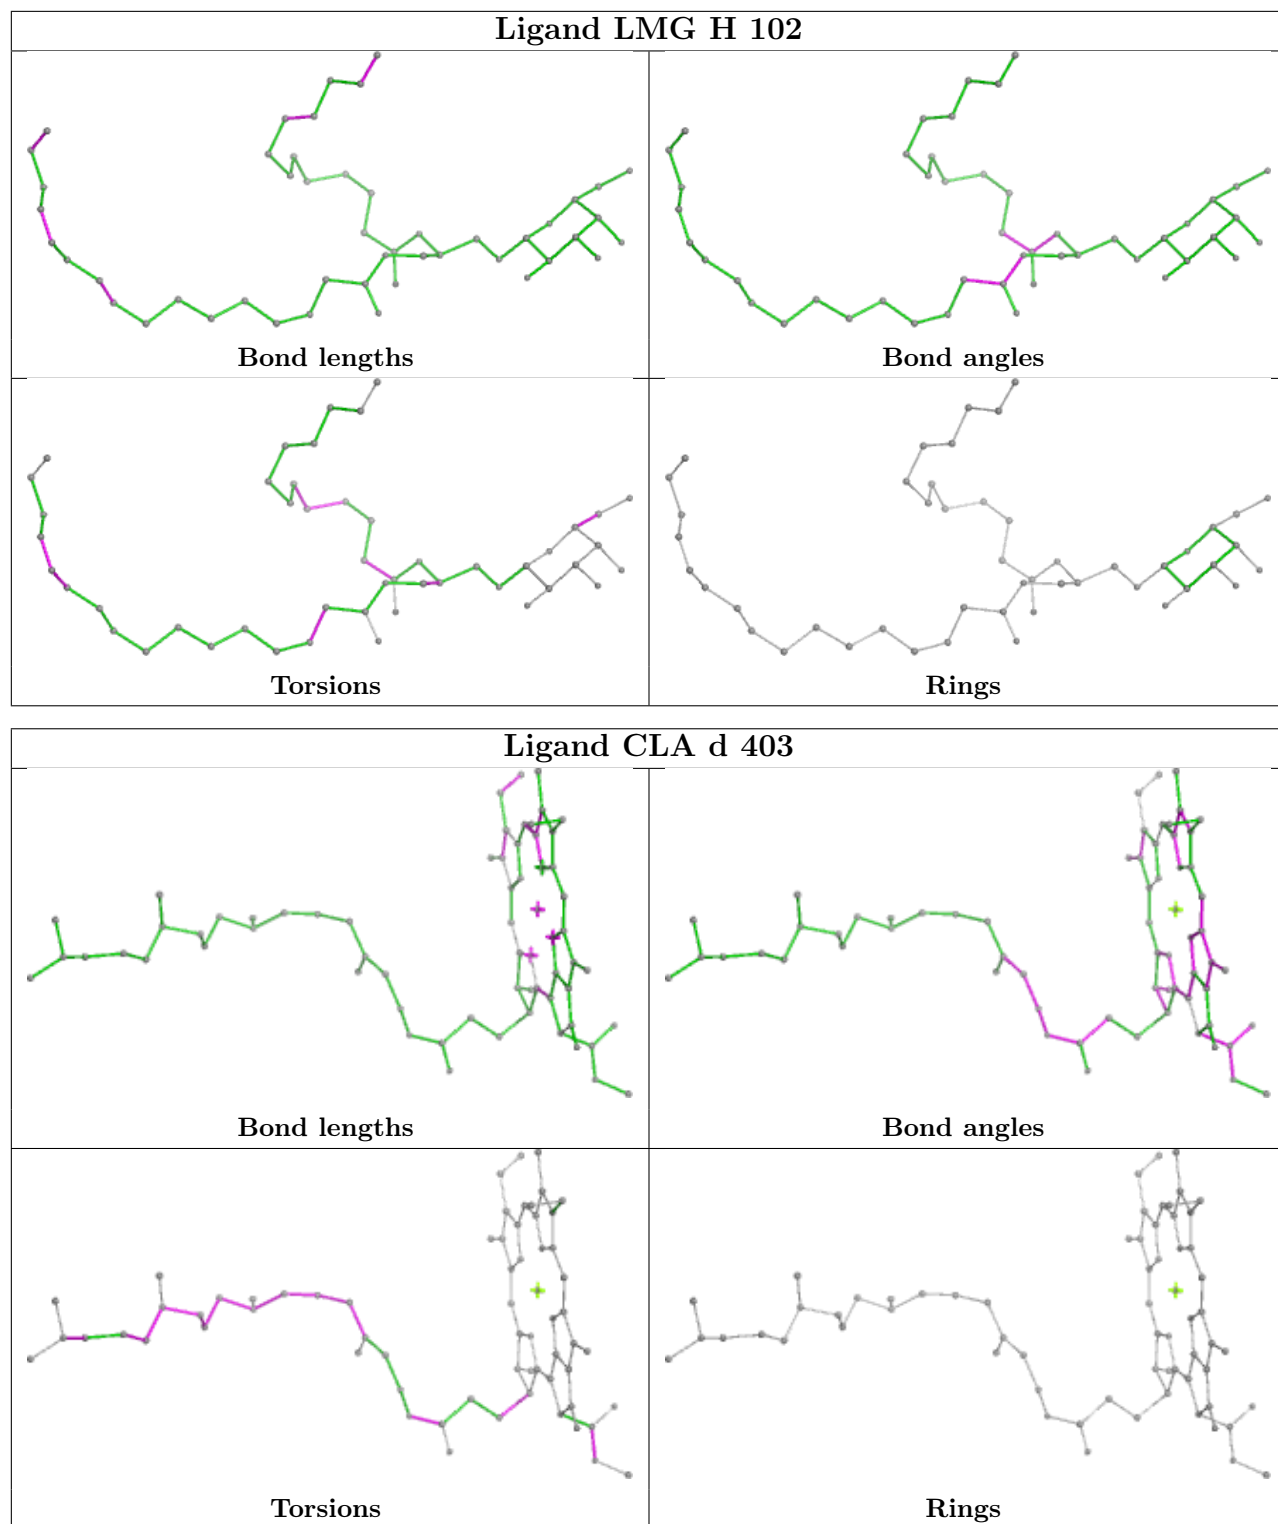 Ligand LMG H 102
Bond lengths
Bond angles
Torsions
Rings
Ligand CLA d 403
Bond lengths
Bond angles
Torsions
Rings